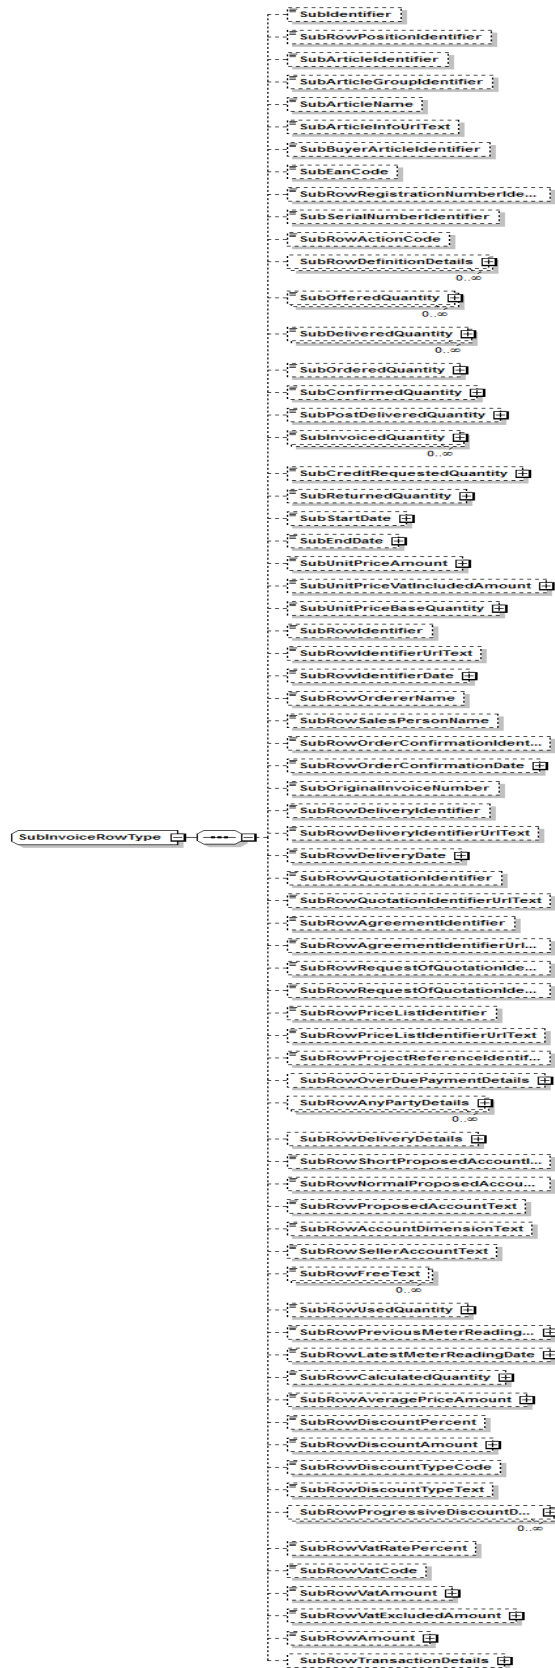 SubIdentifier
SubRowPositionIdentifier
SubArticleIdentifier
SubArticleGroupIdentifier
SubArticleName
SubArticleInfoUrlText
SubBuyerArticleIdentifier
SubEanCode
SubRowRegistrationNumberIde...
SubSerialNumberIdentifier
SubRowActionCode
SubRowDefinitionDetails
0..∞
SubOfferedQuantity
0..∞
SubDeliveredQuantity
0..∞
SubOrderedQuantity
SubConfirmedQuantity
SubPostDeliveredQuantity
SubInvoicedQuantity
0..∞
SubCreditRequestedQuantity
SubReturnedQuantity
SubStartDate
SubEndDate
SubUnitPriceAmount
SubUnitPriceVatIncludedAmount
SubUnitPriceBaseQuantity
SubRowIdentifier
SubRowIdentifierUrlText
SubRowIdentifierDate
SubRowOrdererName
SubRowSalesPersonName
SubRowOrderConfirmationIdent...
SubRowOrderConfirmationDate
SubOriginalInvoiceNumber
SubRowDeliveryIdentifier
SubInvoiceRowType
SubRowDeliveryIdentifierUrlText
SubRowDeliveryDate
SubRowQuotationIdentifier
SubRowQuotationIdentifierUrlText
SubRowAgreementIdentifier
SubRowAgreementIdentifierUrl...
SubRowRequestOfQuotationIde...
SubRowRequestOfQuotationIde...
SubRowPriceListIdentifier
SubRowPriceListIdentifierUrlText
SubRowProjectReferenceIdentif...
SubRowOverDuePaymentDetails
SubRowAnyPartyDetails
0..∞
SubRowDeliveryDetails
SubRowShortProposedAccountI...
SubRowNormalProposedAccou...
SubRowProposedAccountText
SubRowAccountDimensionText
SubRowSellerAccountText
SubRowFreeText
0..∞
SubRowUsedQuantity
SubRowPreviousMeterReading...
SubRowLatestMeterReadingDate
SubRowCalculatedQuantity
SubRowAveragePriceAmount
SubRowDiscountPercent
SubRowDiscountAmount
SubRowDiscountTypeCode
SubRowDiscountTypeText
SubRowProgressiveDiscountD...
0..∞
SubRowVatRatePercent
SubRowVatCode
SubRowVatAmount
SubRowVatExcludedAmount
SubRowAmount
SubRowTransactionDetails